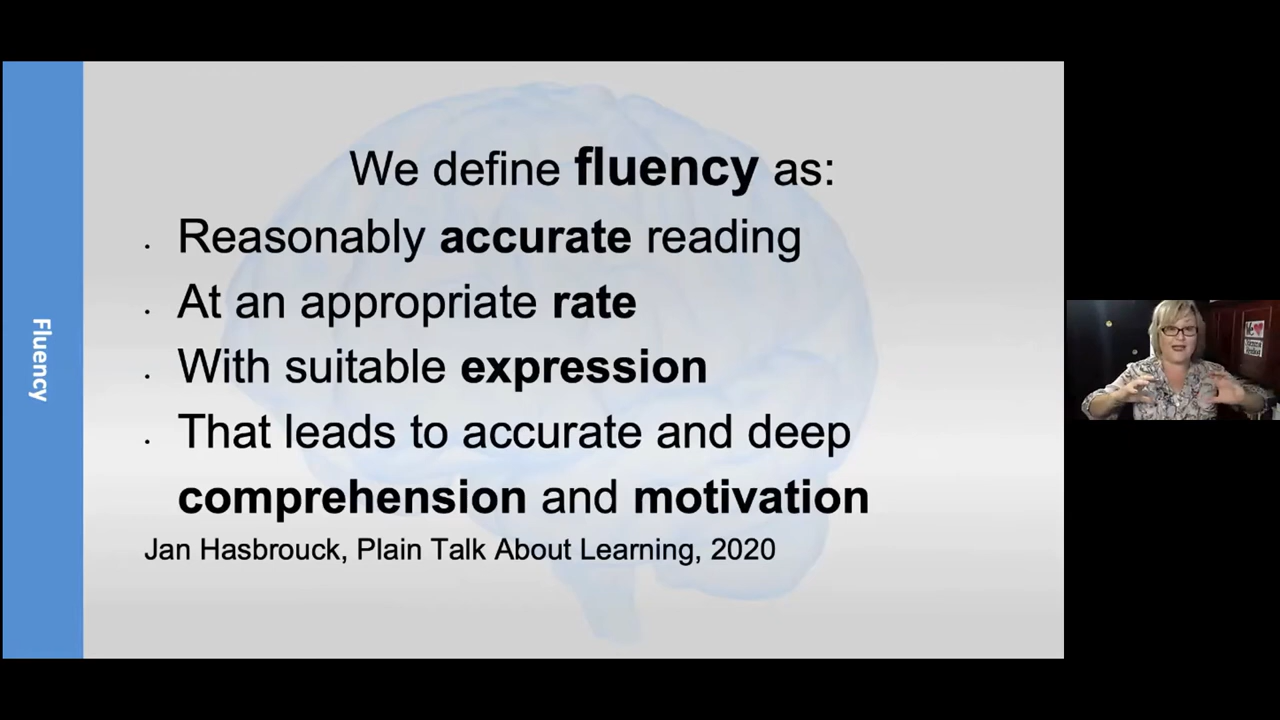 Fluency
We define fluency as:
Reasonably accurate reading
At an appropriate rate
With suitable expression
That leads to accurate and deep
comprehension and motivation
Jan Hasbrouck, Plain Talk About Learning, 2020
We